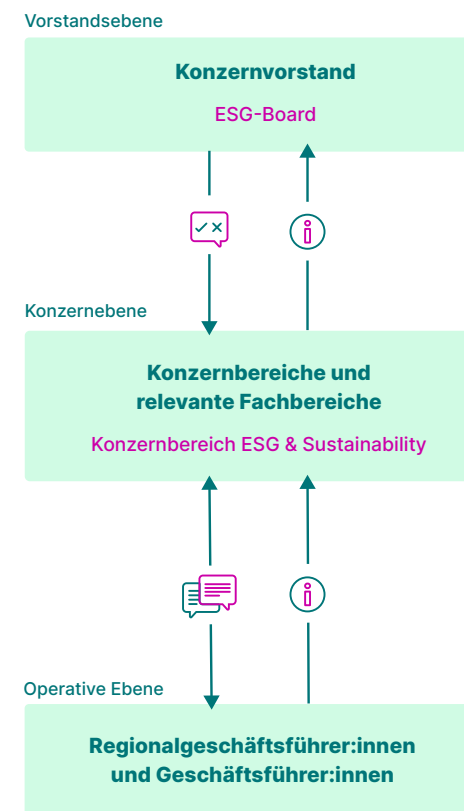 Vorstandsebene
Konzernvorstand
ESG-Board
Konzernebene
Konzernbereiche und
relevante Fachbereiche
Konzernbereich ESG & Sustainability
Operative Ebene
Regionalgeschäftsführer:innen
und Geschäftsführer:innen